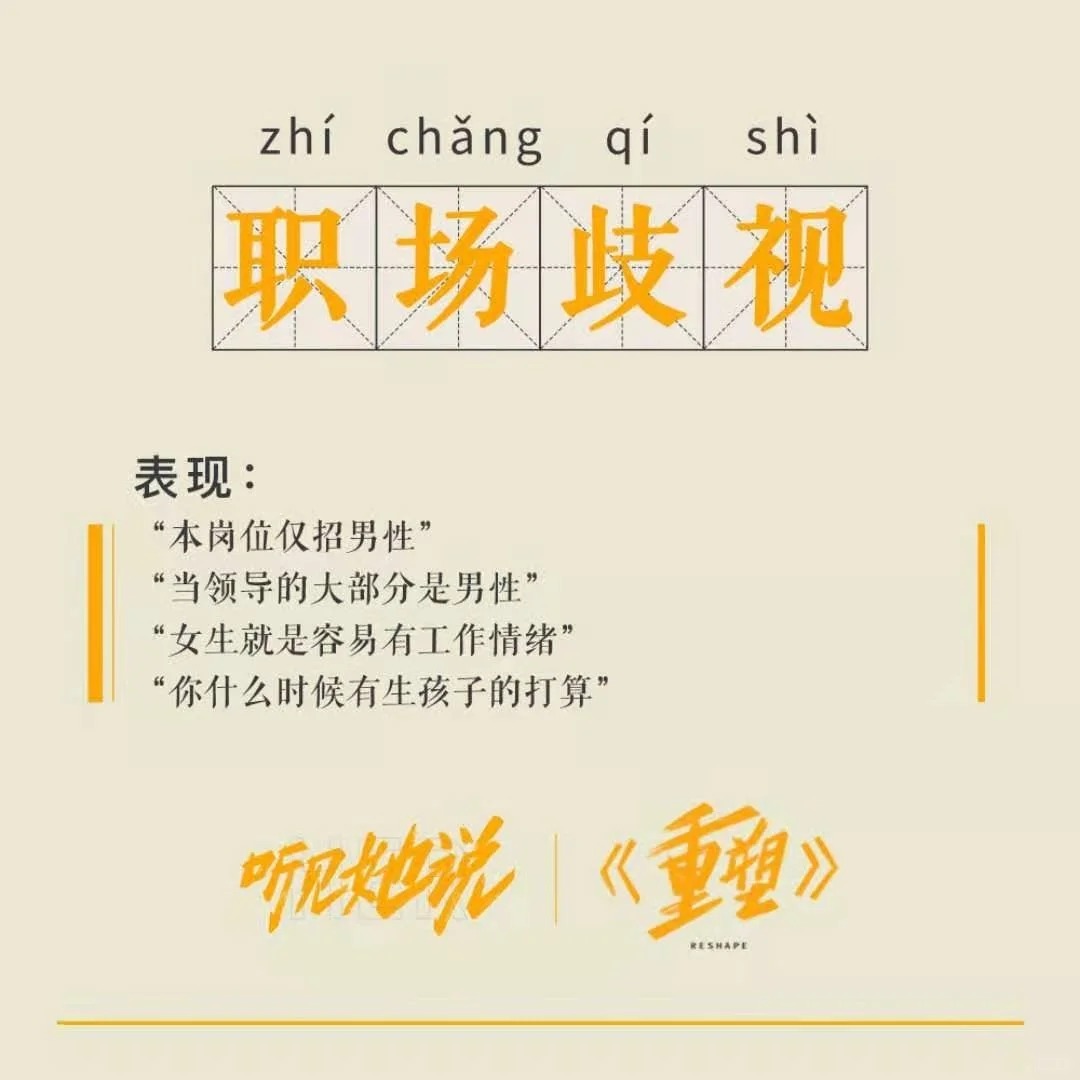 zhí chǎng qí shì
职场歧视
表现：
“本岗位仅招男性”
“当领导的大部分是男性”
“女生就是容易有工作情绪”
“你什么时候有生孩子的打算”
听见她说
《重塑》
RESHAPE